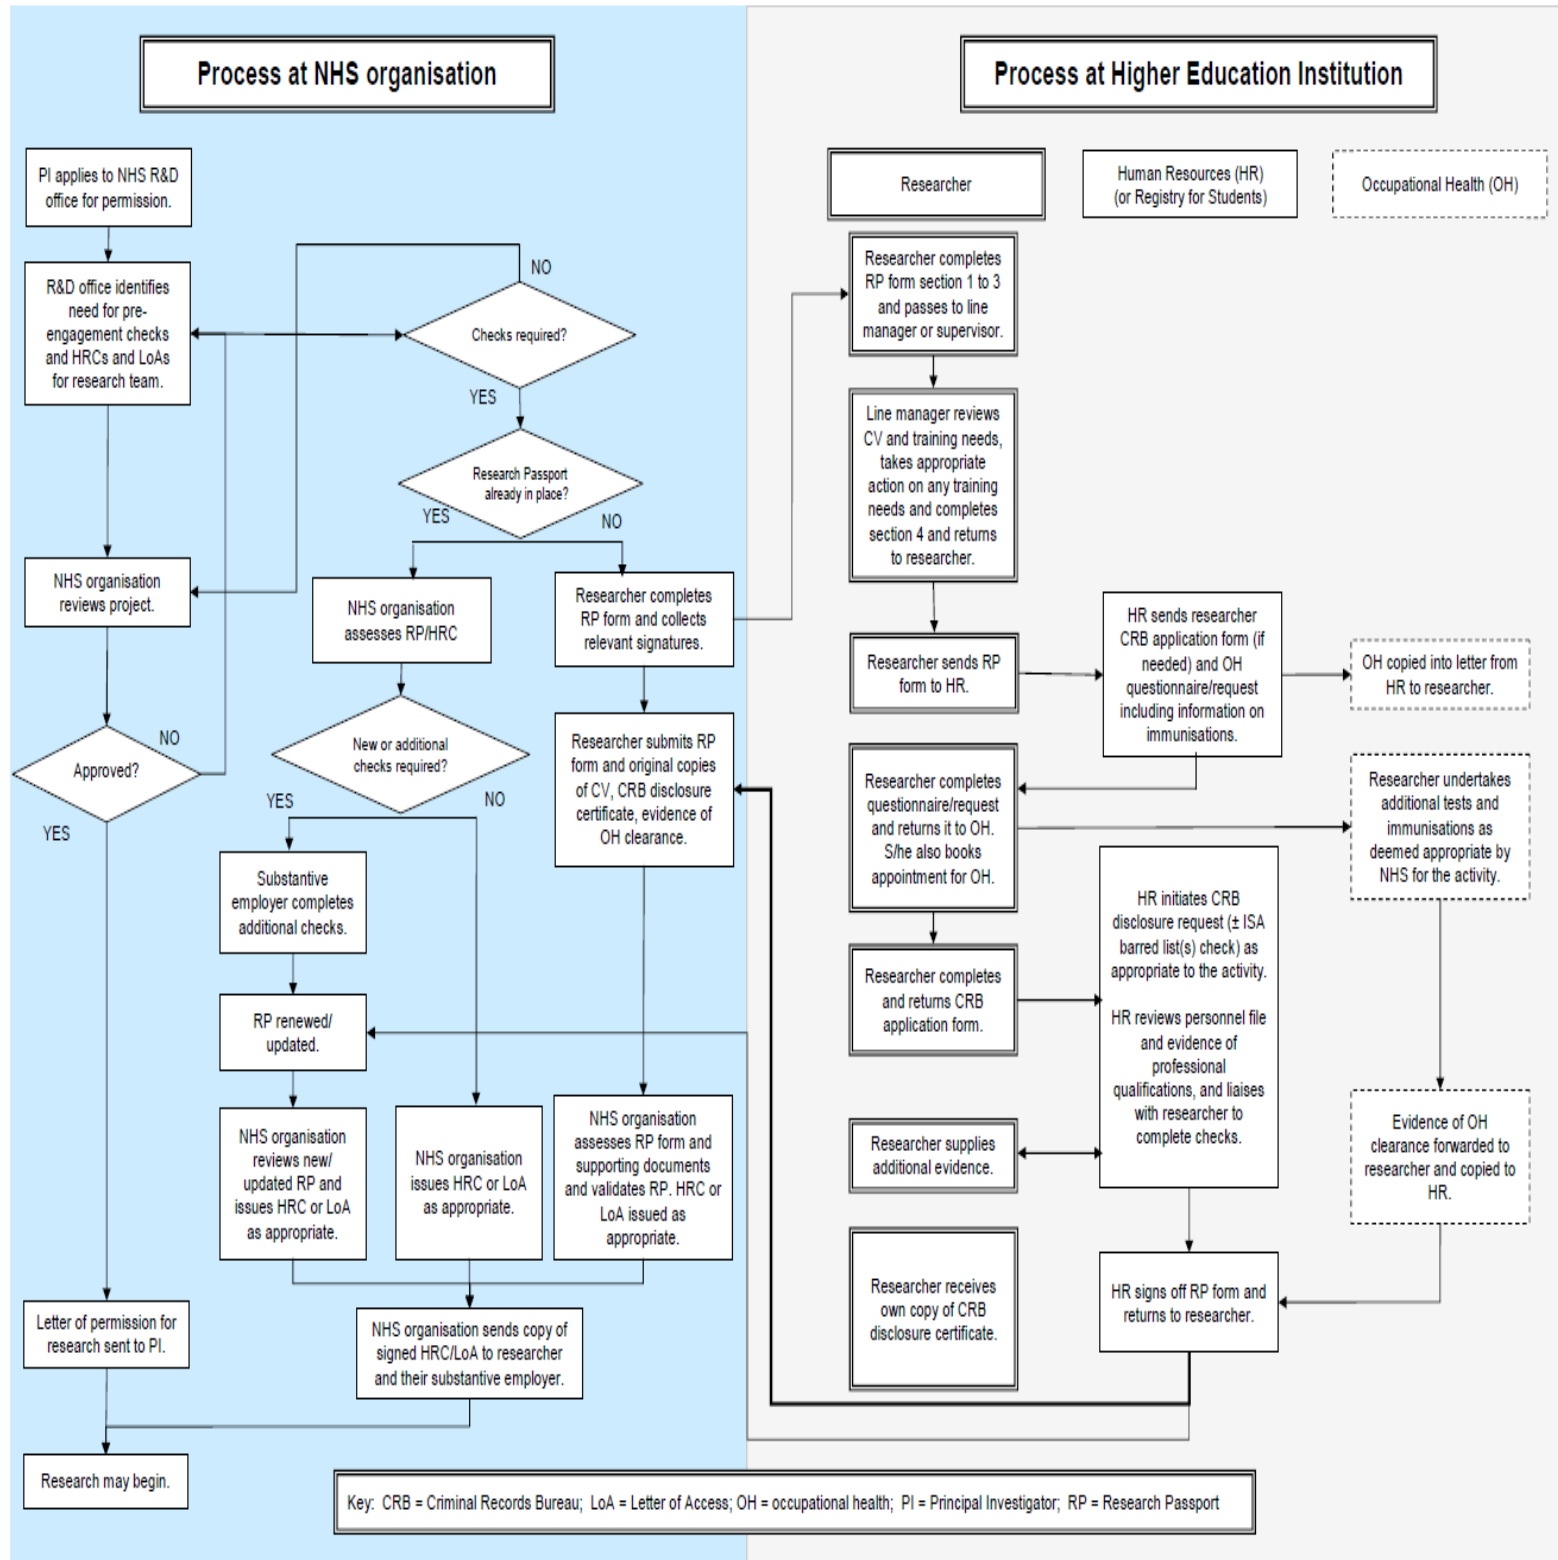 Process at NHS organisation
PI applies to NHS R&D
office for permission.
R&D office identifies
need for pre-
engagement checks
and HRCs and LoAs
for research team.
NO
Checks required?
YES
Research Passport
already in place?
YES
NO
NHS organisation
reviews project.
NHS organisation
assesses RP/HRC
Researcher completes
RP form and collects
relevant signatures.
NO
Approved?
YES
New or additional
checks required?
YES
NO
Researcher submits RP
form and original copies
of CV, CRB disclosure
certificate, evidence of
OH clearance.
Substantive
employer completes
additional checks.
RP renewed/
updated.
NHS organisation
reviews new/
updated RP and
issues HRC or LoA
as appropriate.
NHS organisation
issues HRC or LoA
as appropriate.
NHS organisation
assesses RP form and
supporting documents
and validates RP. HRC or
LoA issued as
appropriate.
Letter of permission for
research sent to PI.
NHS organisation sends copy of
signed HRC/LoA to researcher
and their substantive employer.
Research may begin.
Process at Higher Education Institution
Researcher
Human Resources (HR)
(or Registry for Students)
Occupational Health (OH)
Researcher completes
RP form section 1 to 3
and passes to line
manager or supervisor.
Line manager reviews
CV and training needs,
takes appropriate
action on any training
needs and completes
section 4 and returns
to researcher.
Researcher sends RP
form to HR.
HR sends researcher
CRB application form (if
needed) and OH
questionnaire/request
including information on
immunisations.
OH copied into letter from
HR to researcher.
Researcher completes
questionnaire/request
and returns it to OH.
S/he also books
appointment for OH.
Researcher undertakes
additional tests and
immunisations as
deemed appropriate by
NHS for the activity.
Researcher completes
and returns CRB
application form.
HR initiates CRB
disclosure request (± ISA
barred list(s) check) as
appropriate to the activity.
HR reviews personnel file
and evidence of
professional
qualifications, and liaises
with researcher to
complete checks.
Researcher supplies
additional evidence.
Evidence of OH
clearance forwarded to
researcher and copied to
HR.
Researcher receives
own copy of CRB
disclosure certificate.
HR signs off RP form and
returns to researcher.
Key: CRB = Criminal Records Bureau; LoA = Letter of Access; OH = occupational health; PI = Principal Investigator; RP = Research Passport